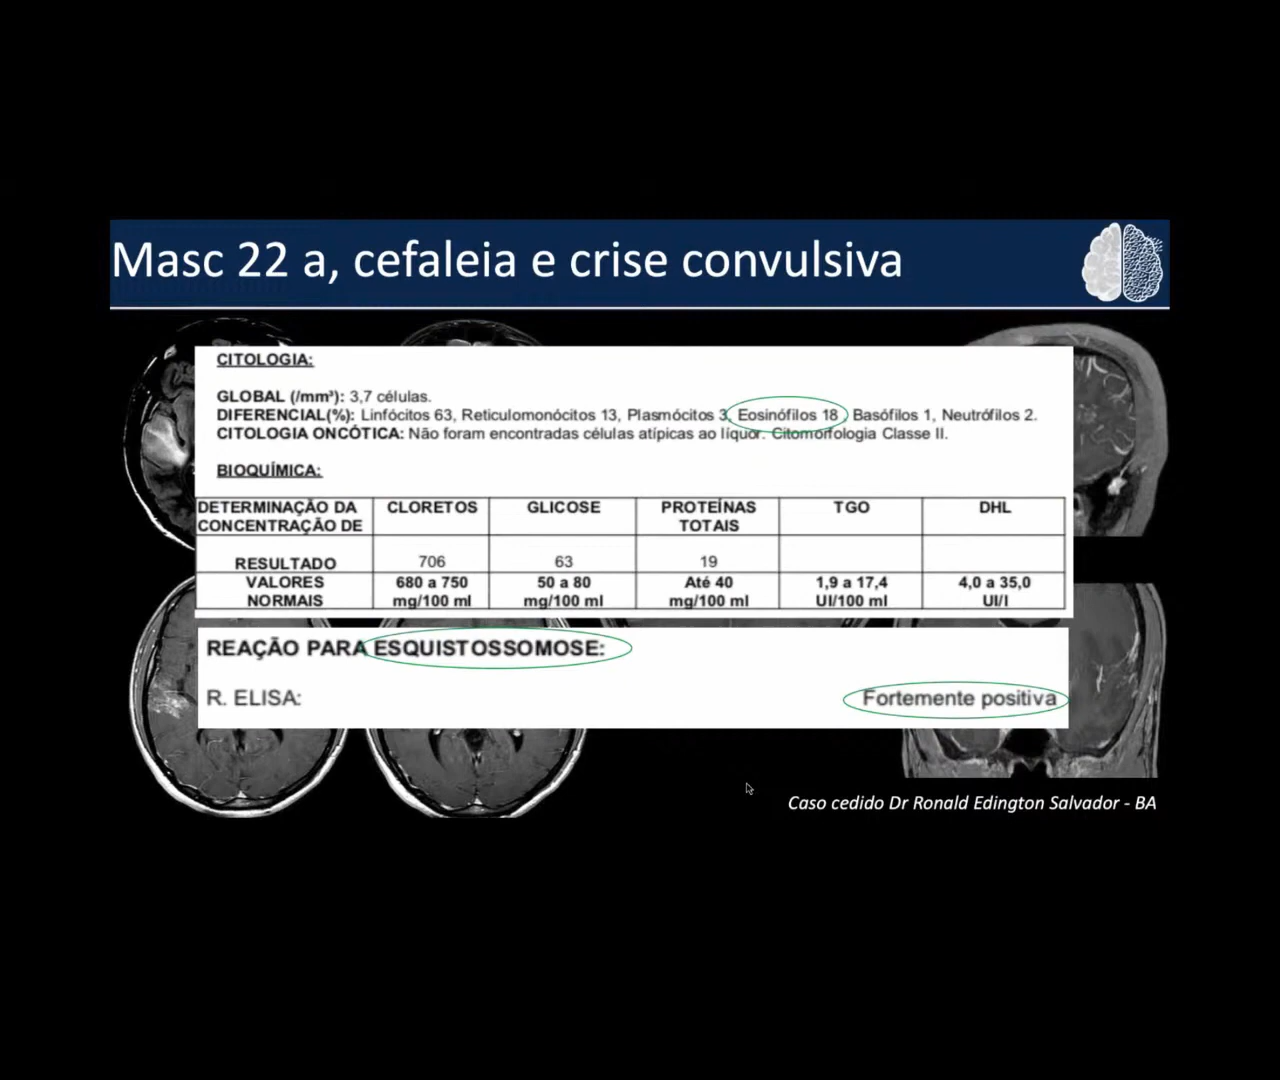 Masc 22 a, cefaleia e crise convulsiva
CITOLOGIA:
GLOBAL (/mm³): 3,7 células.
DIFERENCIAL(%): Linfócitos 63, Reticulomonócitos 13, Plasmócitos 3, Eosinófilos 18, Basófilos 1, Neutrófilos 2.
CITOLOGIA ONCÓTICA: Não foram encontradas células atípicas ao líquor. Citomorfologia Classe II.
BIOQUÍMICA:
DETERMINAÇÃO DA CONCENTRAÇÃO DE CLORETOS GLICOSE PROTEÍNAS TOTAIS TGO DHL
RESULTADO 706 63 19
VALORES NORMAIS 680 a 750 mg/100 ml 50 a 80 mg/100 ml Até 40 mg/100 ml 1,9 a 17,4 UI/100 ml 4,0 a 35,0 UI/l
REAÇÃO PARA ESQUISTOSSOMOSE:
R. ELISA: Fortemente positiva
Caso cedido Dr Ronald Edington Salvador - BA